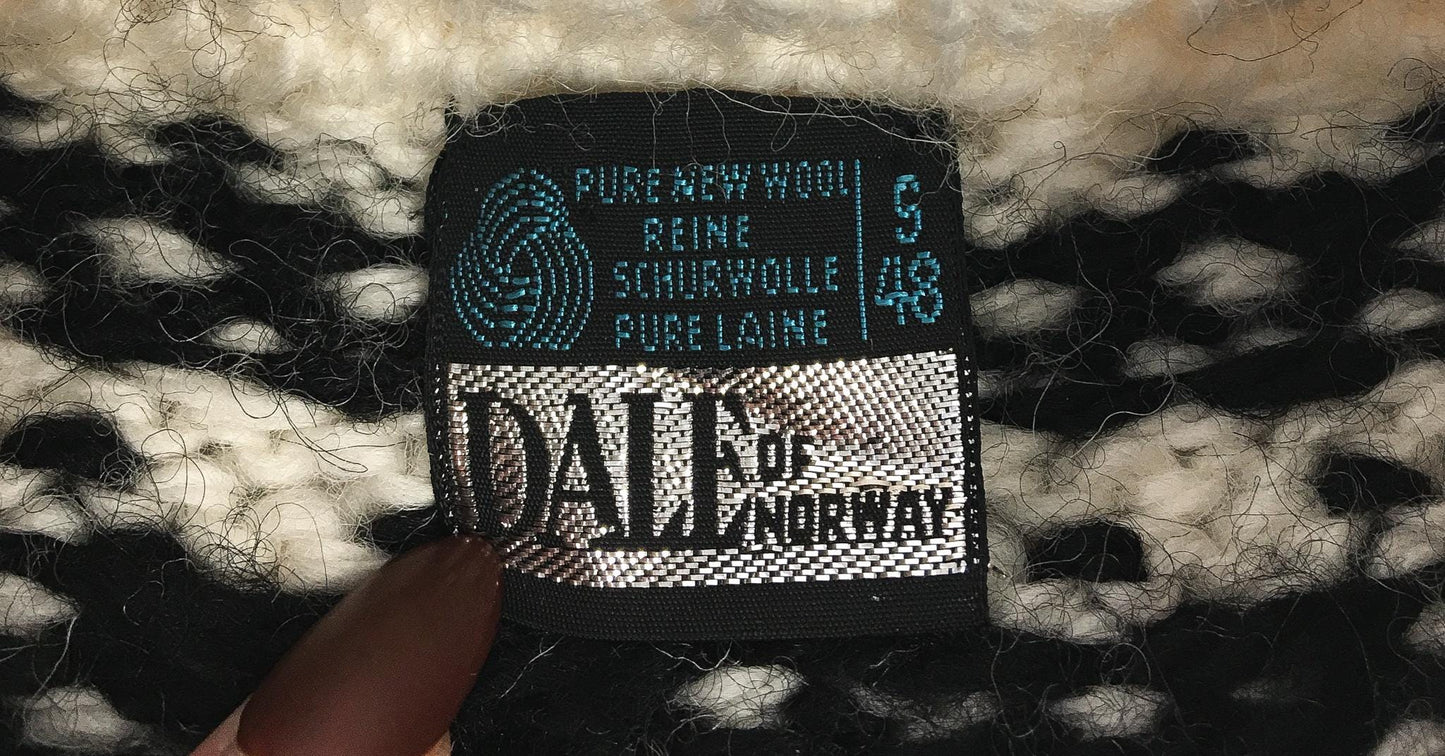 PURE NEW WOOL
REINE
SCHURWOLLE
PURE LAINE
S
48
DALE
OF
NORWAY